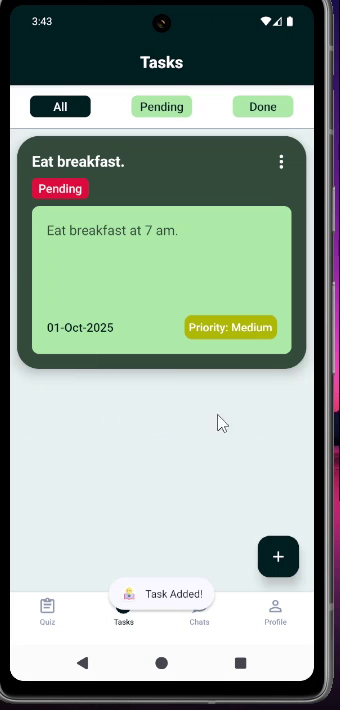 3:43
Tasks
All
Pending
Done
Eat breakfast.
Pending
Eat breakfast at 7 am.
01-Oct-2025
Priority: Medium
+
Task Added!
Quiz
Tasks
Chats
Profile